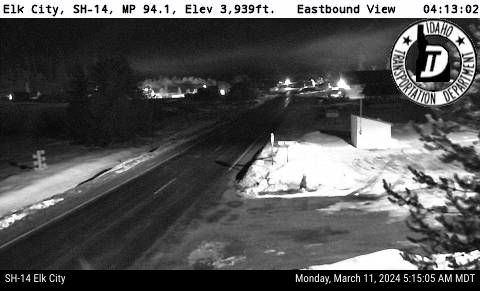 Elk City, SH-14, MP 94.1, Elev 3,939ft. Eastbound View 04:13:02
IDAHO
TRANSPORTATION DEPARTMENT
SH-14 Elk City Monday, March 11, 2024 5:15:05 AM MDT